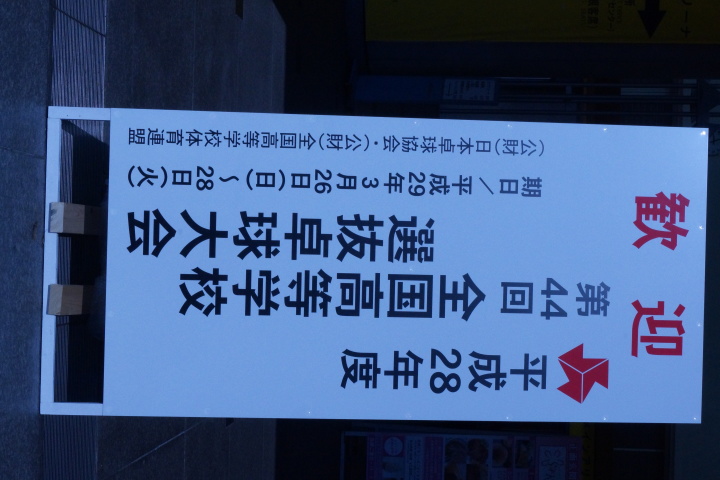 歓迎
平成28年度
第44回 全国高等学校
選抜卓球大会
期日／平成29年3月26日(日)～28日(火)
(公財)日本卓球協会・(公財)全国高等学校体育連盟